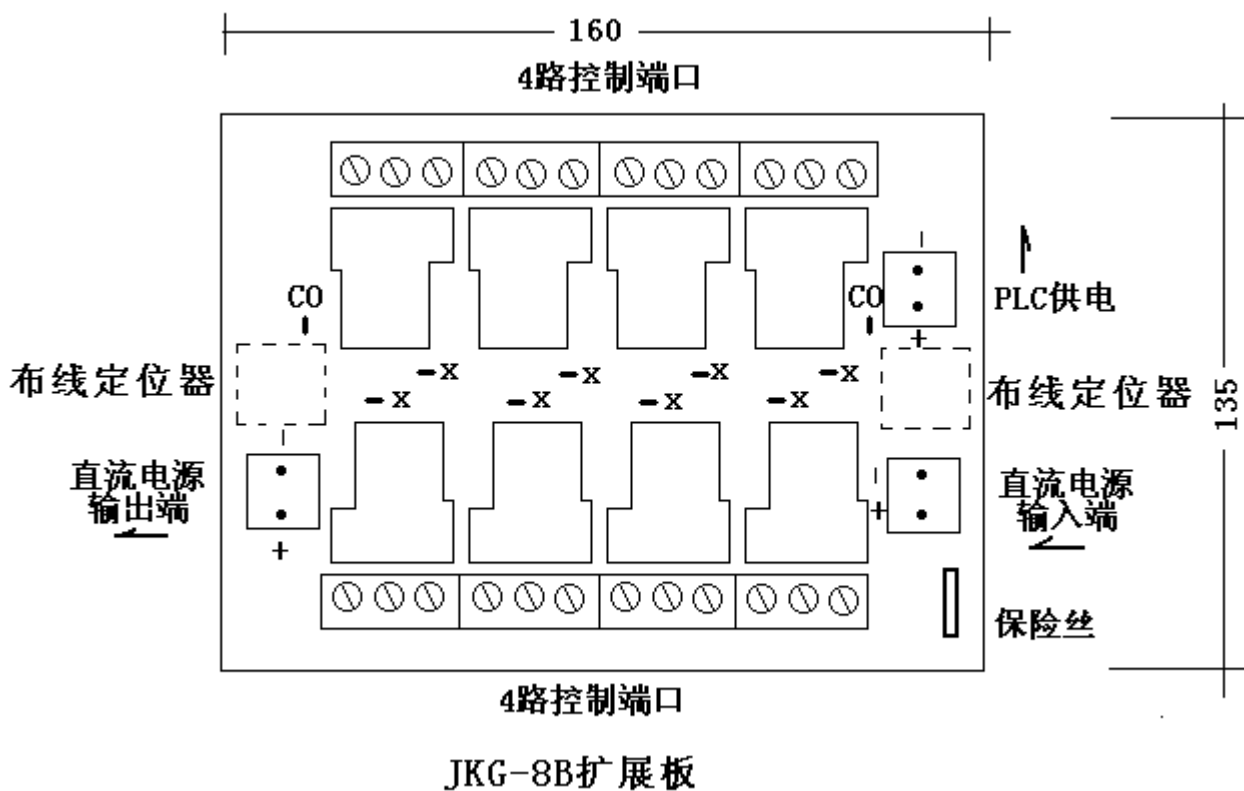 160
4路控制端口
CO
CO
PLC供电
布线定位器
-x
-x
-x
-x
布线定位器
-x
-x
-x
-x
135
直流电源
输出端
+
直流电源
输入端
+
+
保险丝
4路控制端口
JKG-8B扩展板